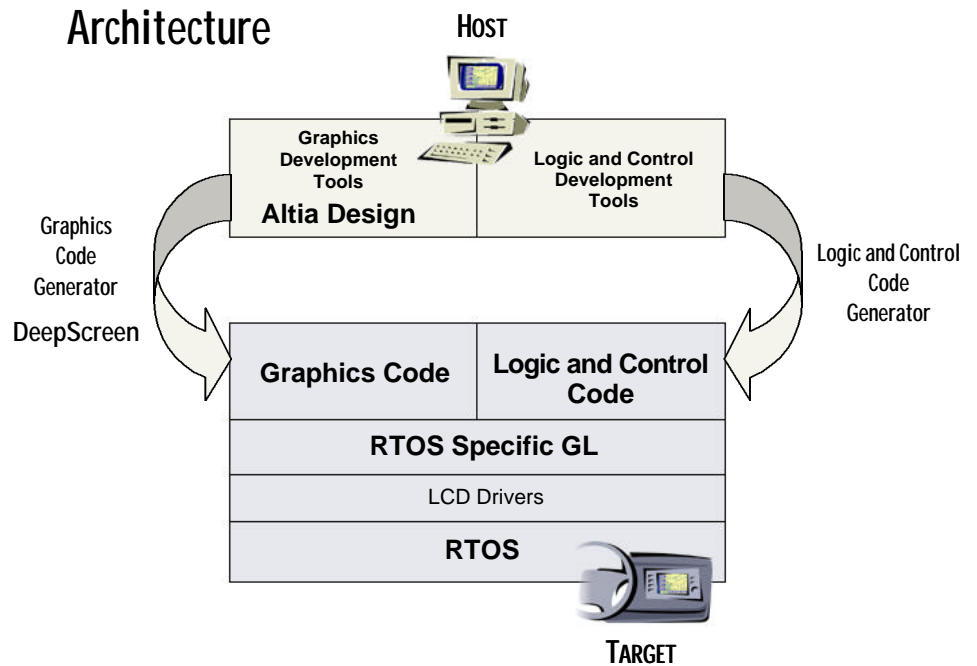 Architecture
HOST
Graphics
Development
Tools
Altia Design
Logic and Control
Development
Tools
Graphics
Code
Generator
DeepScreen
Logic and Control
Code
Generator
Graphics Code
Logic and Control
Code
RTOS Specific GL
LCD Drivers
RTOS
TARGET